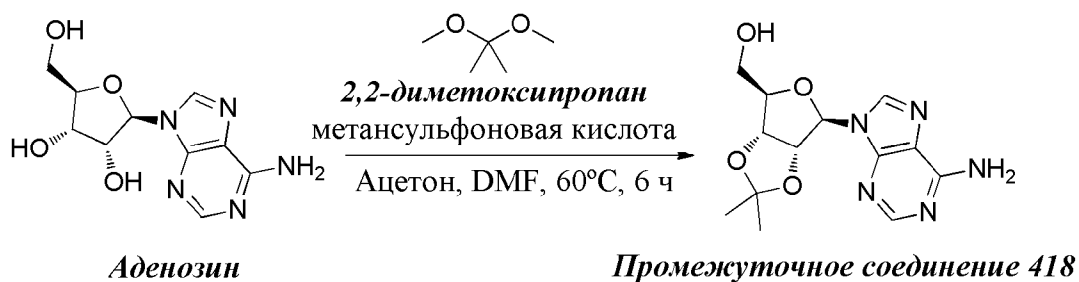 OH
O
O
2,2-диметоксипропан
метансульфоновая кислота
Ацетон, DMF, 60ºC, 6 ч
O
N
N
HO
OH
N
N
NH2
Аденозин
OH
O
N
N
O
O
N
N
NH2
Промежуточное соединение 418